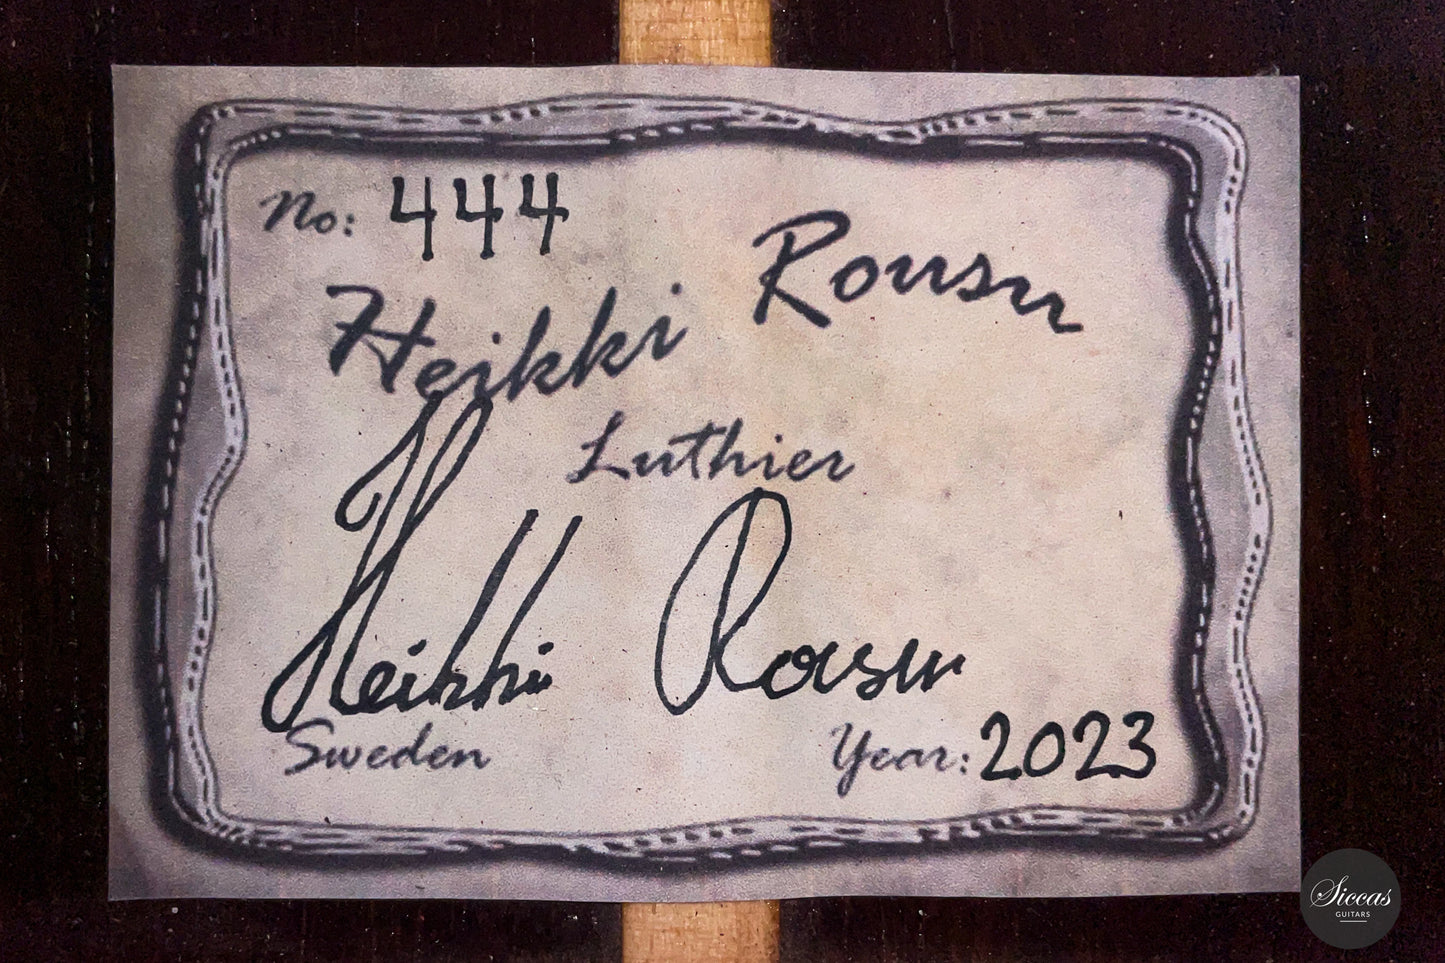 No: 444
Heikki Rousu
Luthier
Heikki Rousu
Sweden Year: 2023
Siccas
GUITARS